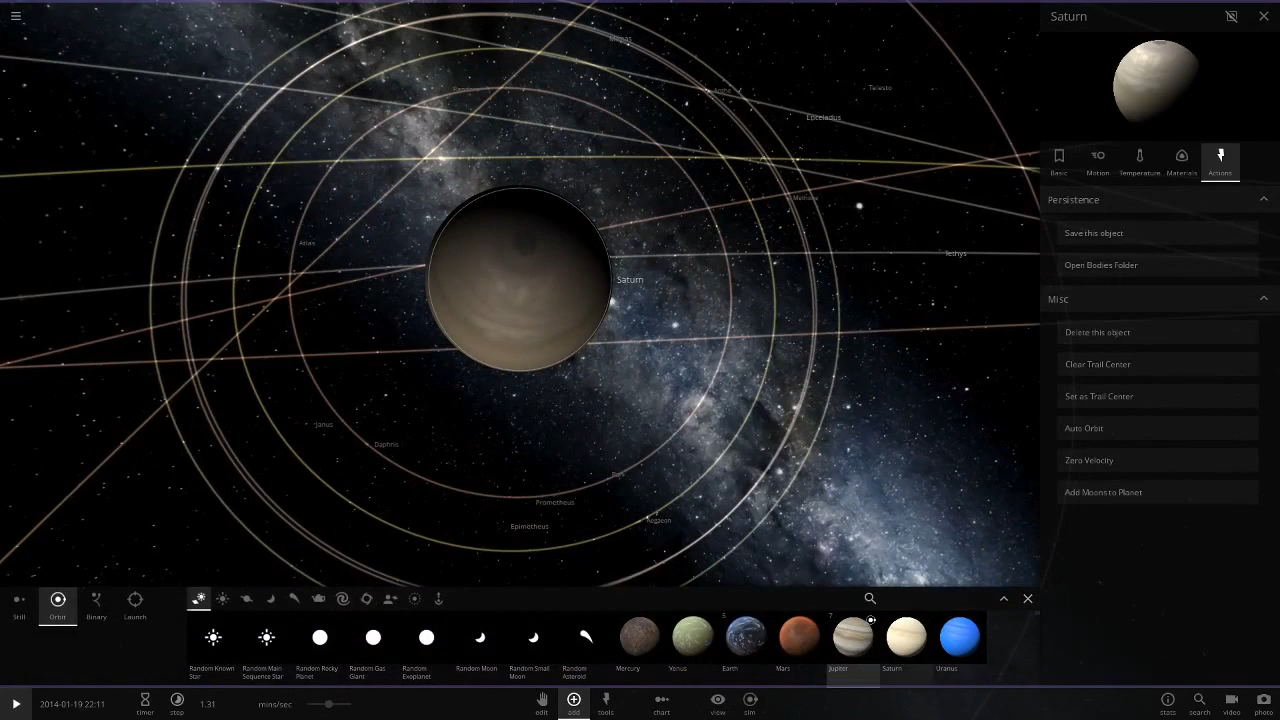 Saturn
Mimas
Pandora
Anthe
Telesto
Enceladus
Methone
Atlas
Tethys
Saturn
Janus
Daphnis
Pan
Prometheus
Aegaeon
Epimetheus
Basic
Motion
Temperature
Materials
Actions
Persistence
Save this object
Open Bodies Folder
Misc
Delete this object
Clear Trail Center
Set as Trail Center
Auto Orbit
Zero Velocity
Add Moons to Planet
Still
Orbit
Binary
Launch
5
7
Random Known
Star
Random Main
Sequence Star
Random Rocky
Planet
Random Gas
Giant
Random
Exoplanet
Random Moon
Random Small
Moon
Random
Asteroid
Mercury
Venus
Earth
Mars
Jupiter
Saturn
Uranus
2014-01-19 22:11
timer
step
1.31
mins/sec
edit
add
tools
chart
view
sim
stats
search
video
photo